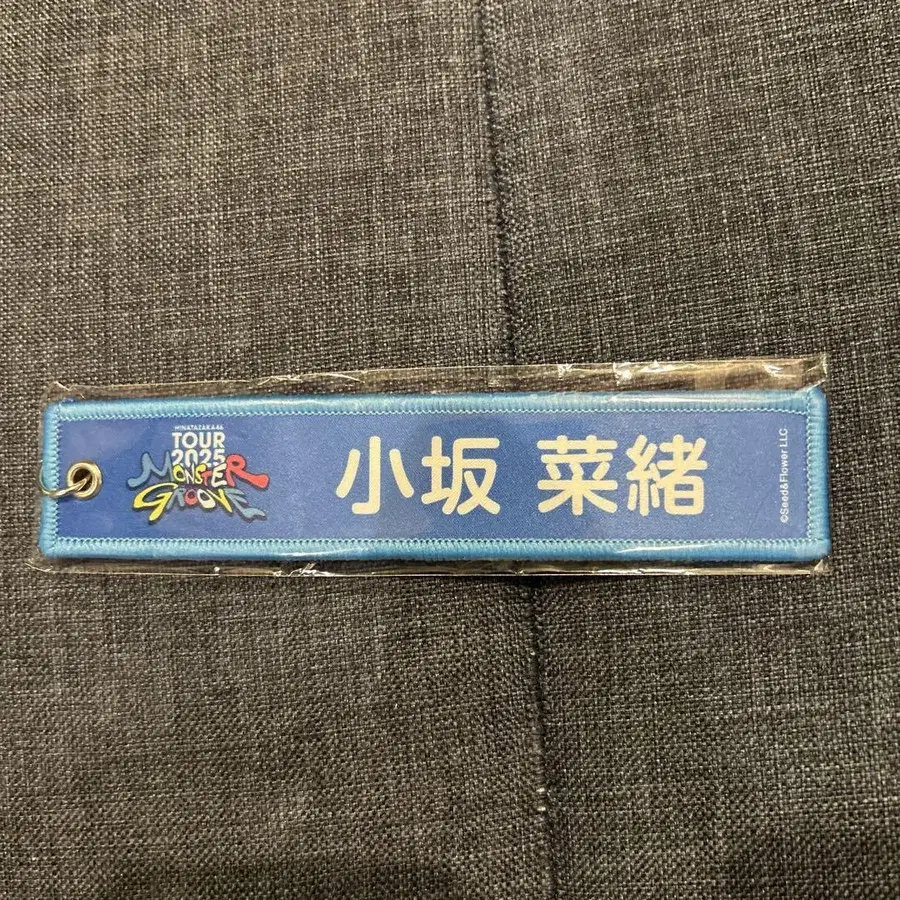 HINATAZAKA46
TOUR
2025
MONSTER
GROOVE
小坂 菜緒
©Seed&Flower LLC